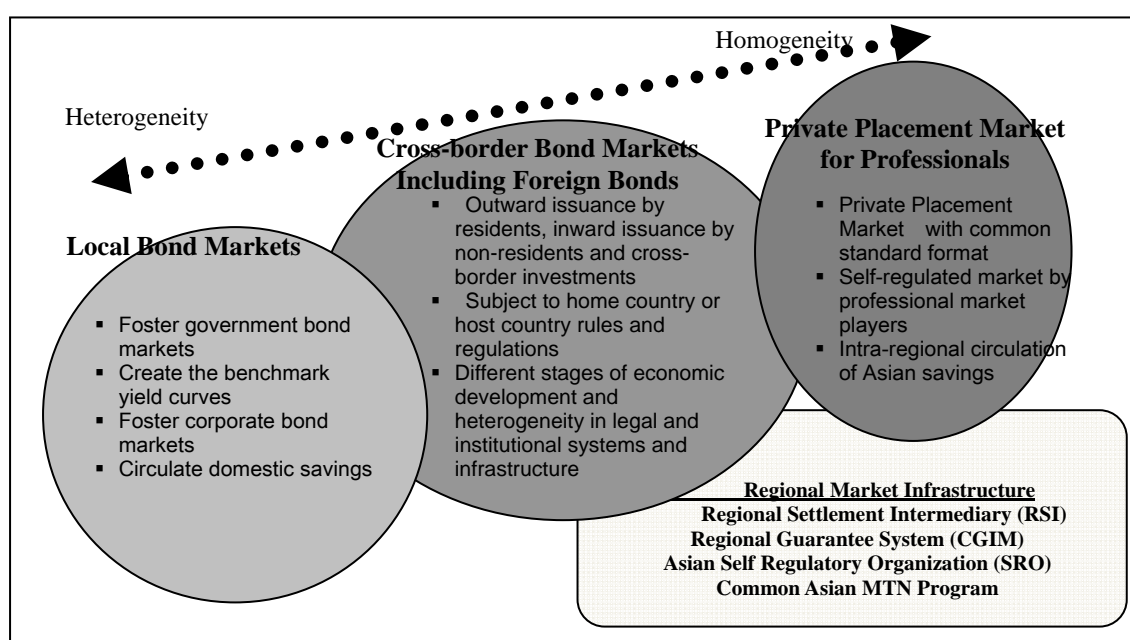 Homogeneity
Heterogeneity
Local Bond Markets
▪ Foster government bond
markets
▪ Create the benchmark
yield curves
▪ Foster corporate bond
markets
▪ Circulate domestic savings
Cross-border Bond Markets
Including Foreign Bonds
▪ Outward issuance by
residents, inward issuance by
non-residents and cross-
border investments
▪ Subject to home country or
host country rules and
regulations
▪ Different stages of economic
development and
heterogeneity in legal and
institutional systems and
infrastructure
Private Placement Market
for Professionals
▪ Private Placement
Market with common
standard format
▪ Self-regulated market by
professional market
players
▪ Intra-regional circulation
of Asian savings
Regional Market Infrastructure
Regional Settlement Intermediary (RSI)
Regional Guarantee System (CGIM)
Asian Self Regulatory Organization (SRO)
Common Asian MTN Program